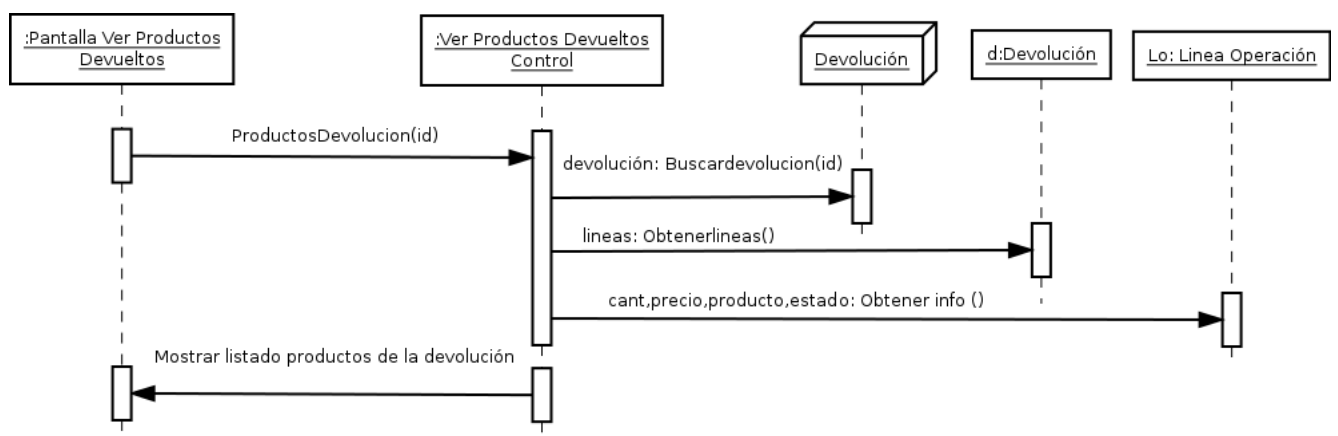 :Pantalla Ver Productos
Devueltos
:Ver Productos Devueltos
Control
Devolución
d:Devolución
Lo: Linea Operación
ProductosDevolucion(id)
devolución: Buscardevolucion(id)
lineas: Obtenerlineas()
cant,precio,producto,estado: Obtener info ()
Mostrar listado productos de la devolución